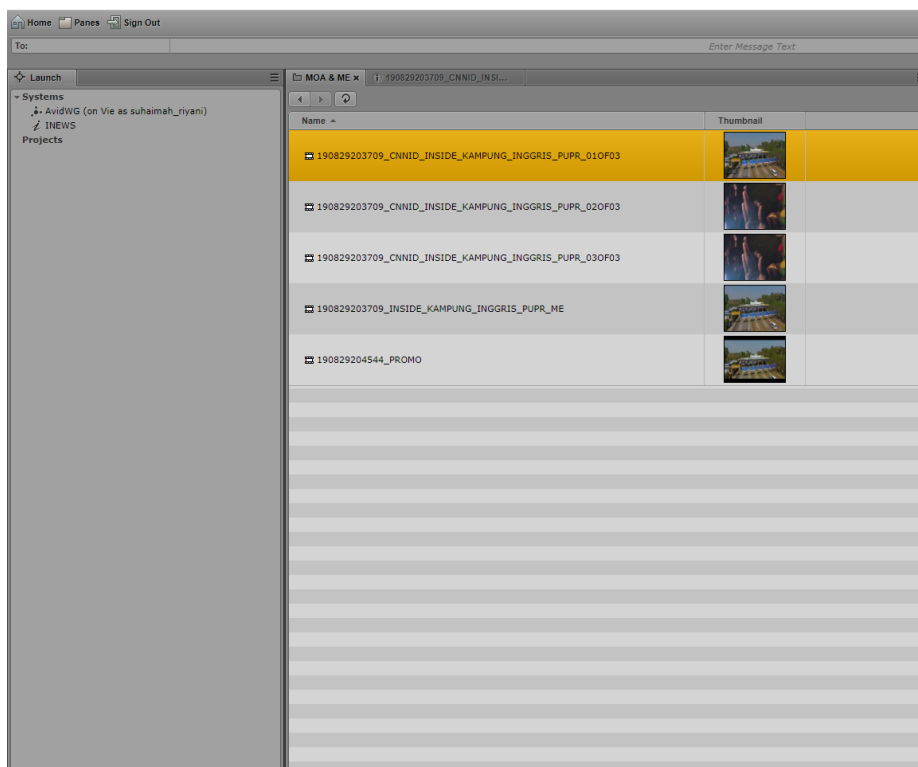 Home Panes Sign Out
To: Enter Message Text
Launch
MOA & ME x 190829203709_CNNID_INSI...
Systems
AvidWG (on Vie as suhaimah_riyani)
INEWS
Projects
Name Thumbnail
190829203709_CNNID_INSIDE_KAMPUNG_INGGRIS_PUPR_01OF03
190829203709_CNNID_INSIDE_KAMPUNG_INGGRIS_PUPR_02OF03
190829203709_CNNID_INSIDE_KAMPUNG_INGGRIS_PUPR_03OF03
190829203709_INSIDE_KAMPUNG_INGGRIS_PUPR_ME
190829204544_PROMO